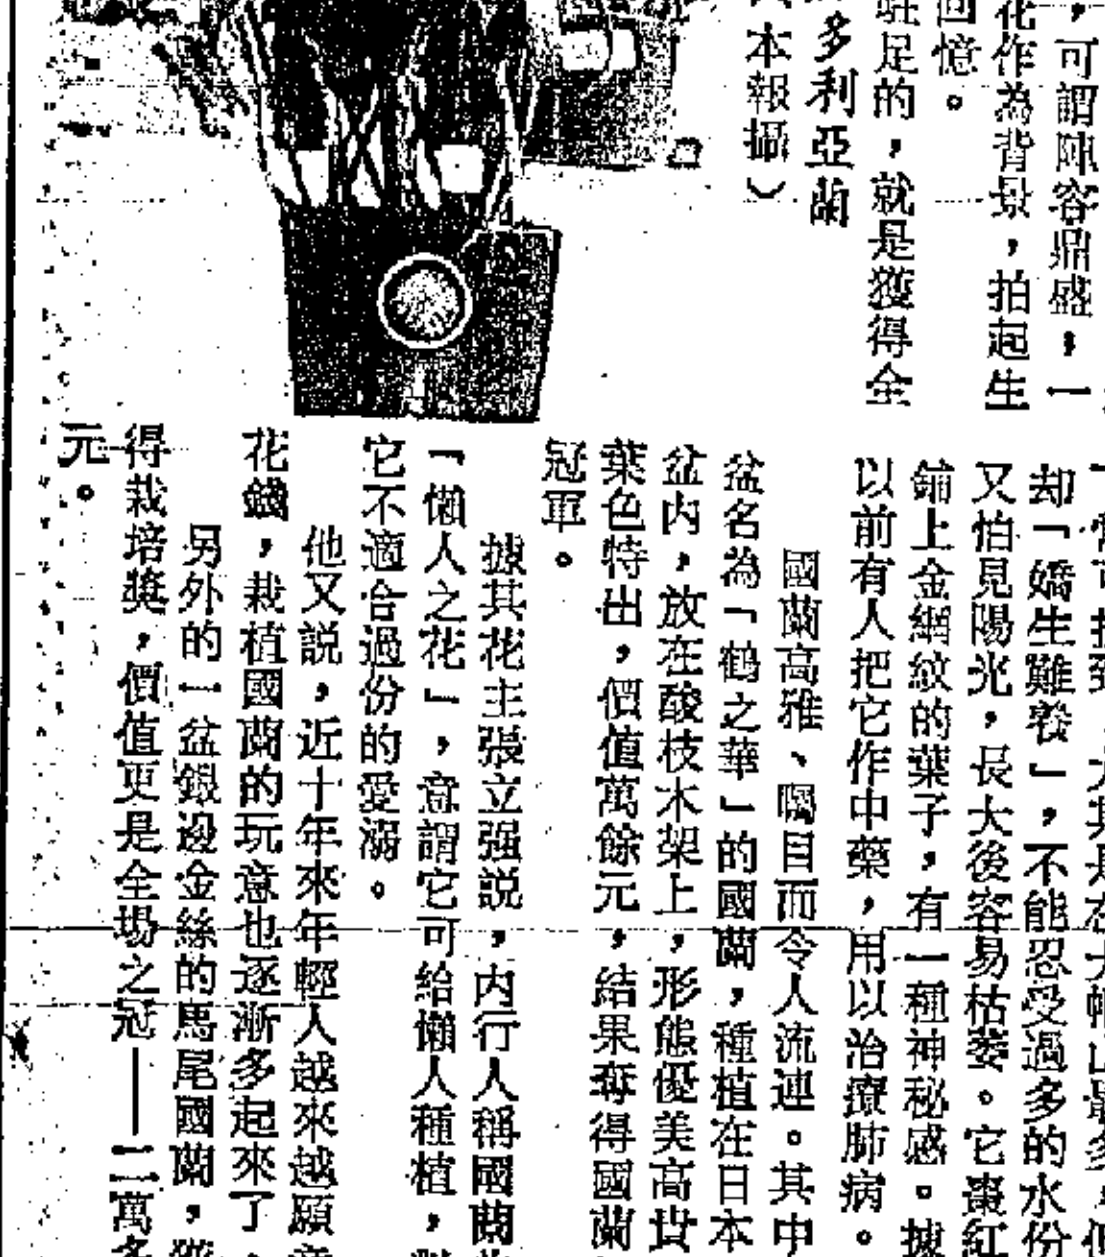 ，可謂陣容鼎盛，一
花作為背景，拍起生
回憶。
駐足的，就是獲得全
多利亞蘭
本報攝）
却「嬌生難養」，不能忍受過多的水份
又怕見陽光，長大後容易枯萎。它棗紅
鋪上金網紋的葉子，有一種神秘感。據
以前有人把它作中藥，用以治療肺病。
國蘭高雅、矚目而令人流連。其中
盆名為「鶴之華」的國蘭，種植在日本
盆內，放在酸枝木架上，形態優美高貴
葉色特出，價值萬餘元，結果奪得國蘭
冠軍。
據其花主張立强説，内行人稱國蘭
「懶人之花」，意謂它可給懶人種植，
它不適合過份的愛溺。
他又説，近十年來年輕人越來越願
花錢，栽植國蘭的玩意也逐漸多起來了
另外的一盆銀邊金絲的馬尾國蘭，獲
得栽培獎，價值更是全場之冠——二萬多
元。